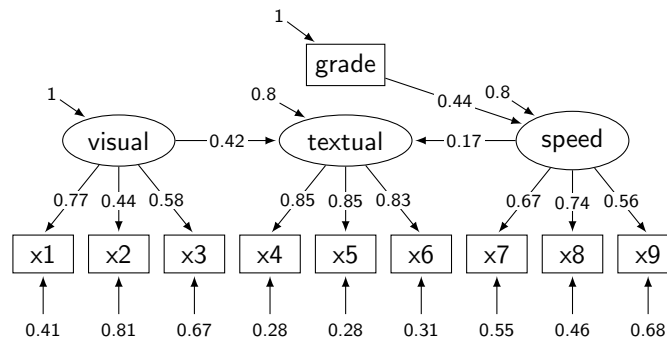 1
grade
1
0.8
0.44
0.8
visual
0.42
textual
0.17
speed
0.77
0.44
0.58
0.85
0.85
0.83
0.67
0.74
0.56
x1
x2
x3
x4
x5
x6
x7
x8
x9
0.41
0.81
0.67
0.28
0.28
0.31
0.55
0.46
0.68